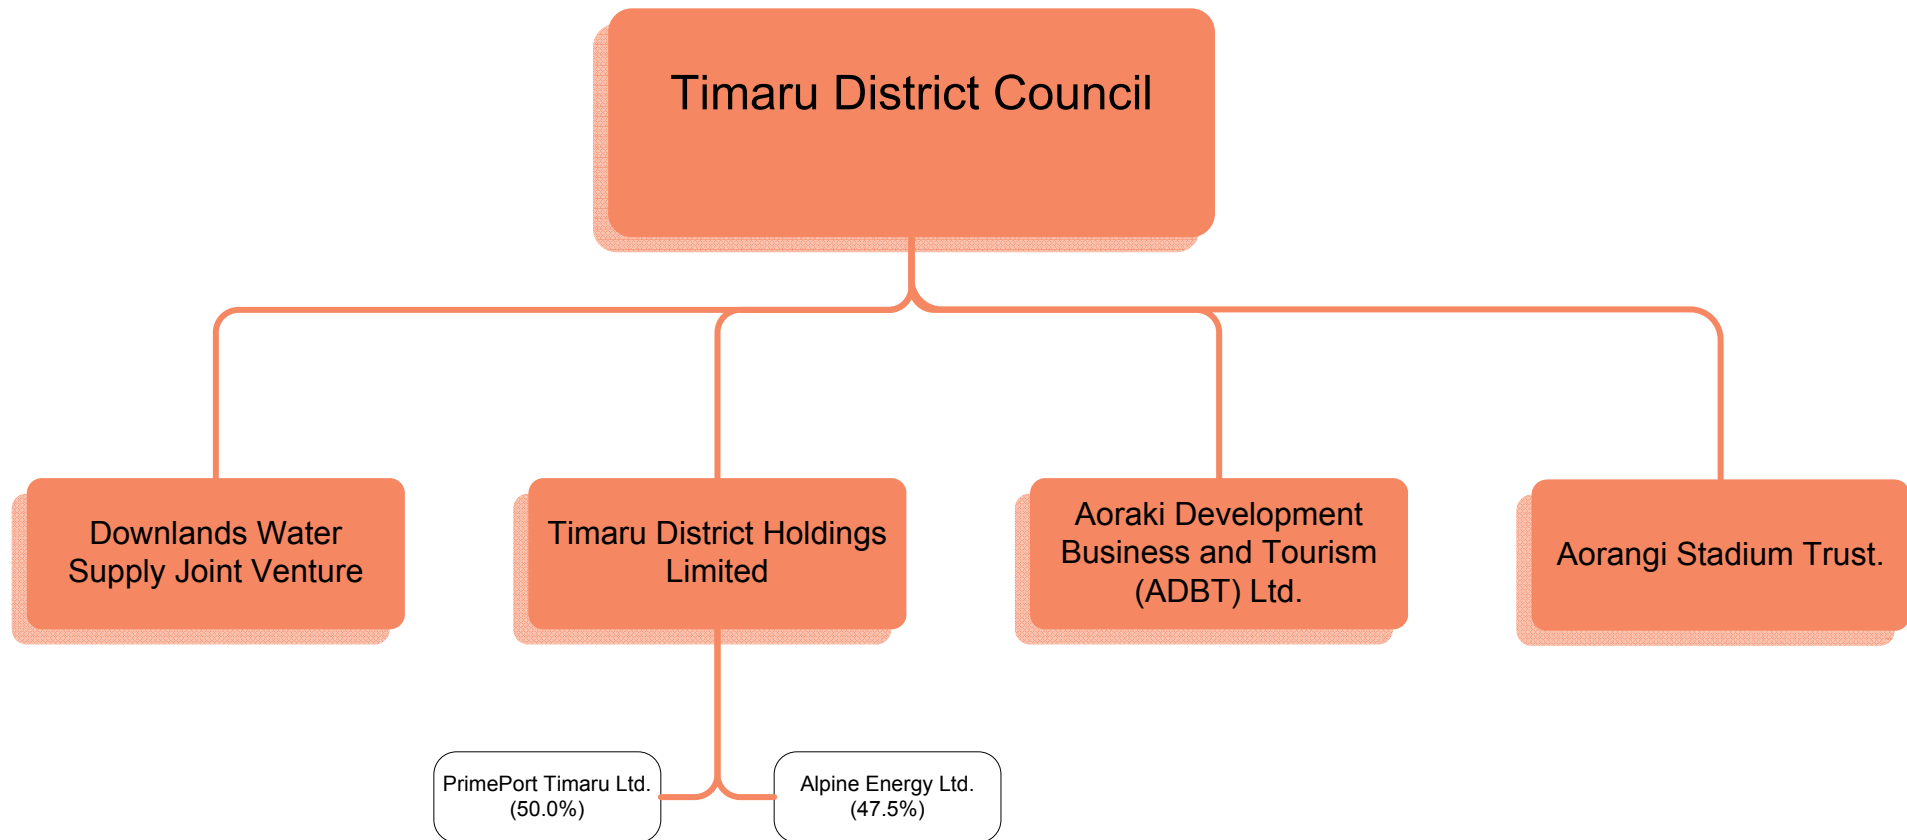 Timaru District Council
Downlands Water
Supply Joint Venture
Timaru District Holdings
Limited
Aoraki Development
Business and Tourism
(ADBT) Ltd.
Aorangi Stadium Trust.
PrimePort Timaru Ltd.
(50.0%)
Alpine Energy Ltd.
(47.5%)